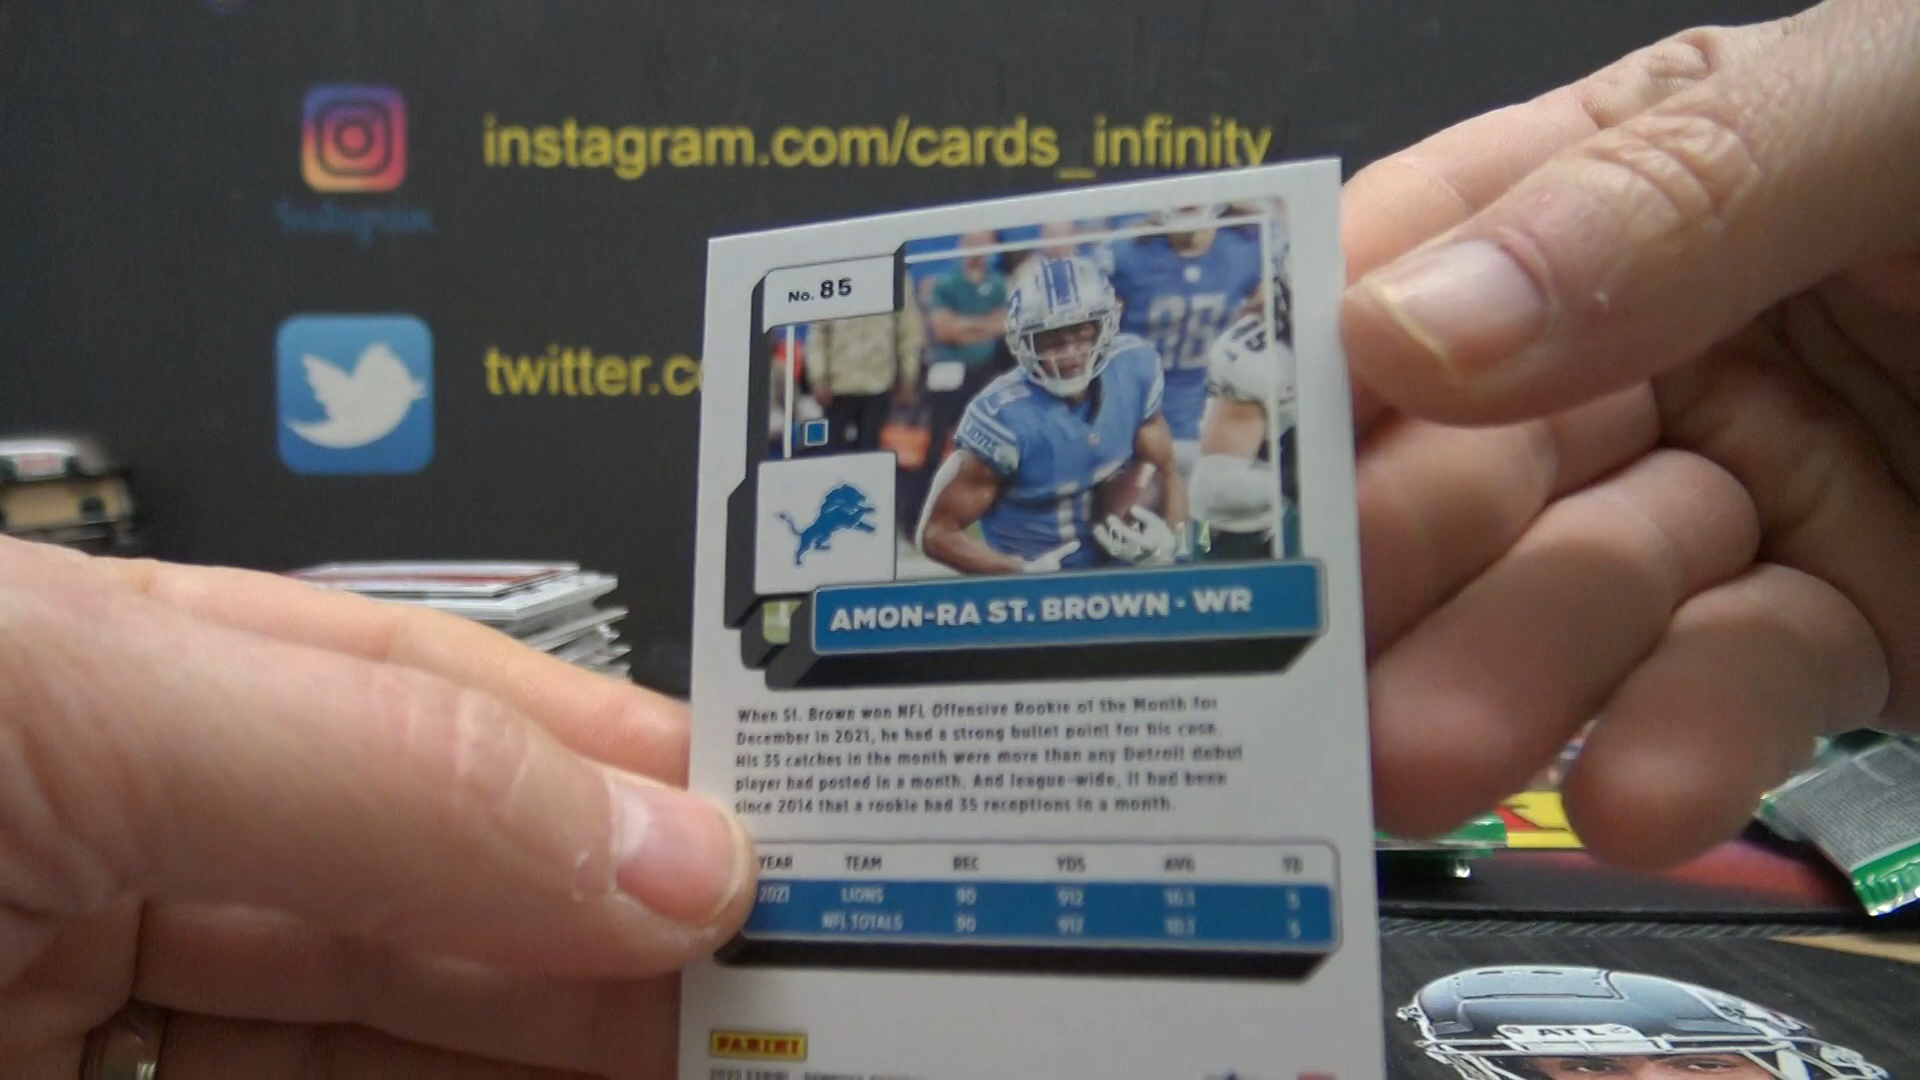 instagram.com/cards_infinity
Instagram
twitter.c
No. 85
AMON-RA ST. BROWN · WR
When St. Brown won NFL Offensive Rookie of the Month for
December in 2021, he had a strong bullet point for his case.
His 35 catches in the month were more than any Detroit debut
player had posted in a month. And league-wide, it had been
since 2014 that a rookie had 35 receptions in a month.
YEAR TEAM REC YDS AVG TD
2021 LIONS 90 912 10.1 5
NFL TOTALS 90 912 10.1 5
PANINI
2022 PANINI
ATL